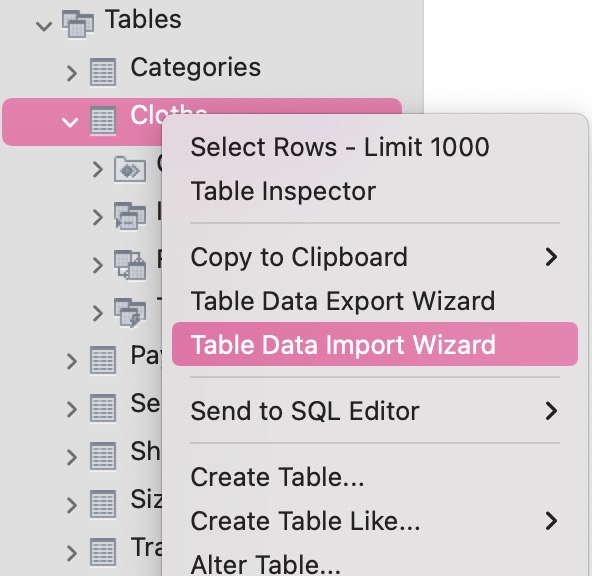 Tables
Categories
Cloths
Select Rows - Limit 1000
Table Inspector
Copy to Clipboard
Table Data Export Wizard
Table Data Import Wizard
Pay
Send to SQL Editor
Se
Sh
Create Table...
Siz
Create Table Like...
Tra
Alter Table...